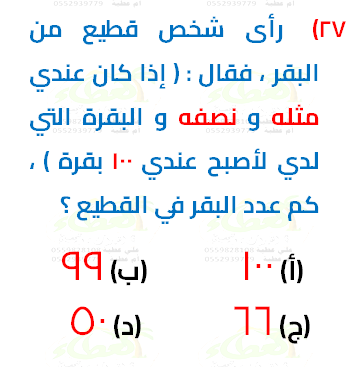 ٢٧) رأى شخص قطيع من
البقر ، فقال : ( إذا كان عندي
مثله و نصفه و البقرة التي
لدي لأصبح عندي ١٠٠ بقرة ) ،
كم عدد البقر في القطيع ؟
(أ) ١٠٠ (ب) ٩٩
(ج) ٦٦ (د) ٥٠